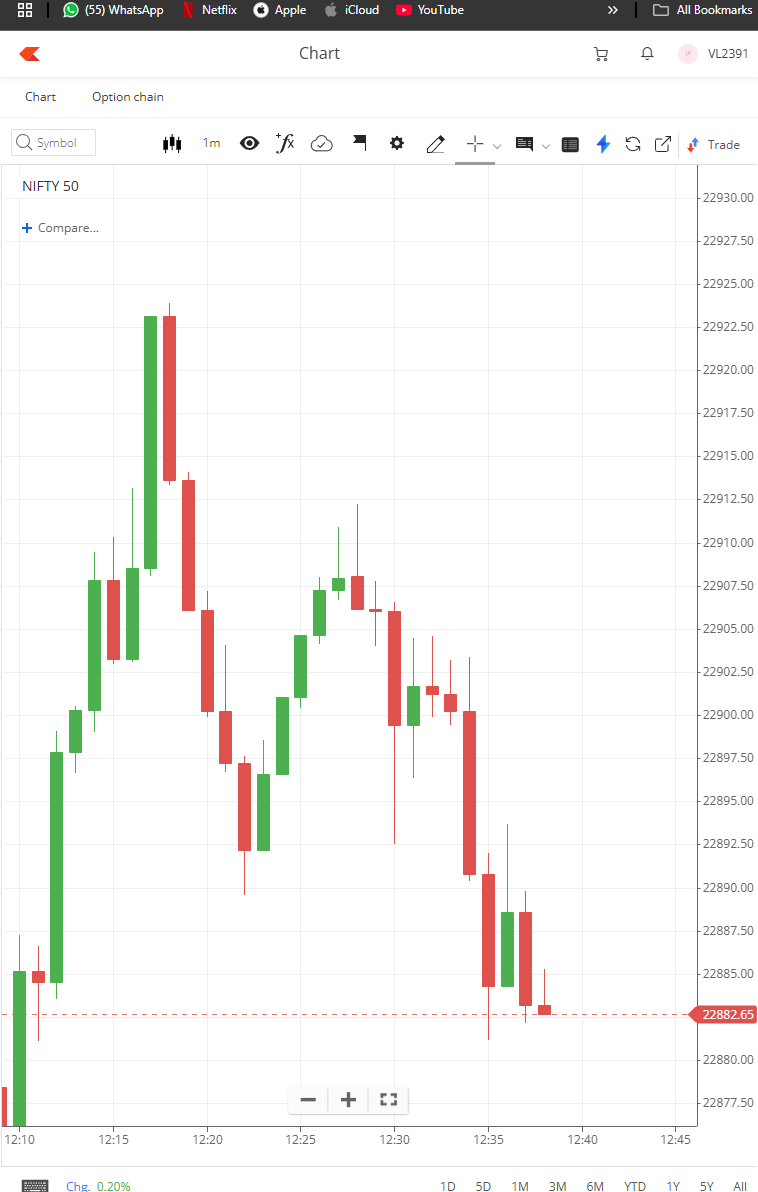 (55) WhatsApp Netflix Apple iCloud YouTube » All Bookmarks
Chart VL2391
Chart Option chain
Symbol 1m ƒx Trade
NIFTY 50
+ Compare...
22930.00
22927.50
22925.00
22922.50
22920.00
22917.50
22915.00
22912.50
22910.00
22907.50
22905.00
22902.50
22900.00
22897.50
22895.00
22892.50
22890.00
22887.50
22885.00
22882.65
22880.00
22877.50
12:10 12:15 12:20 12:25 12:30 12:35 12:40 12:45
Chg. 0.20% 1D 5D 1M 3M 6M YTD 1Y 5Y All